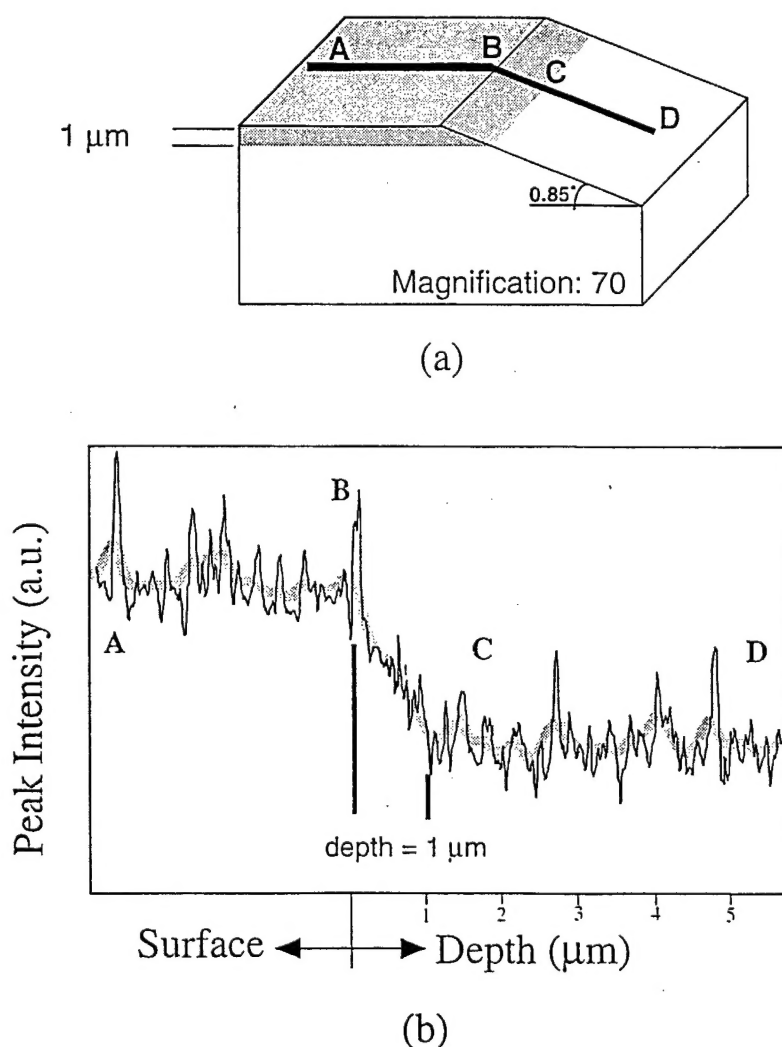 A
B
C
D
1 μm
0.85°
Magnification: 70
(a)
Peak Intensity (a.u.)
B
A
C
D
depth = 1 μm
1 2 3 4 5
Surface Depth (μm)
(b)